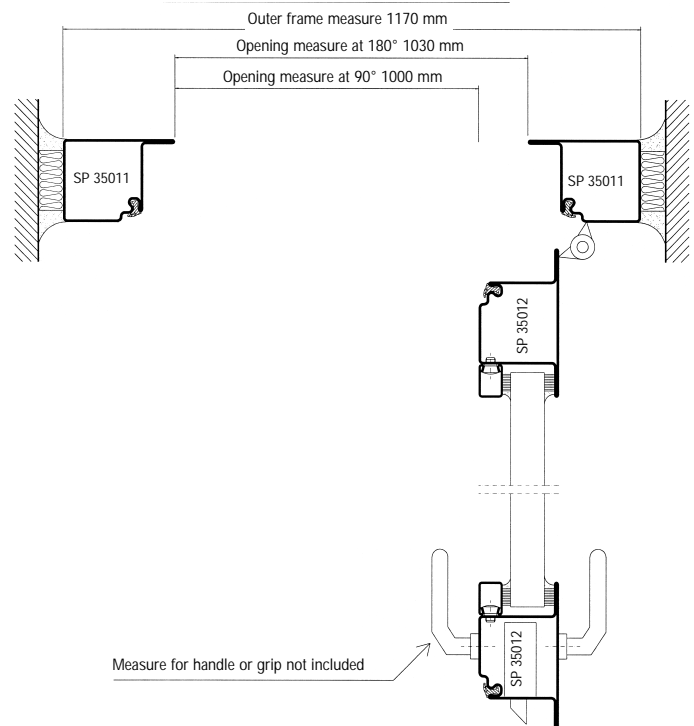 Outer frame measure 1170 mm
Opening measure at 180° 1030 mm
Opening measure at 90° 1000 mm
SP 35011
SP 35011
SP 35012
SP 35012
Measure for handle or grip not included